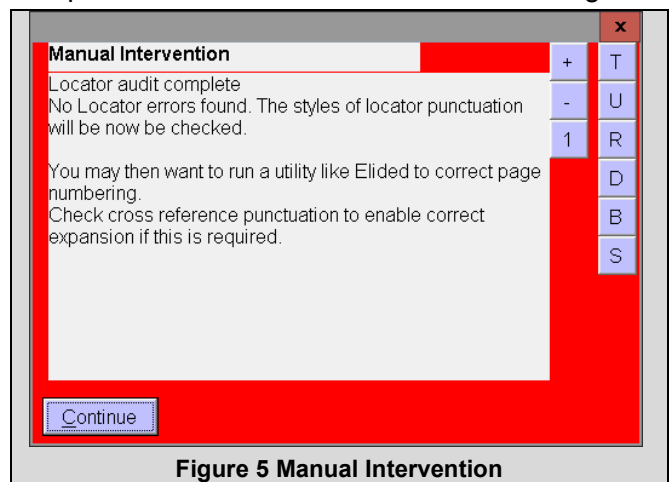 x
Manual Intervention
+
T
Locator audit complete
No Locator errors found. The styles of locator punctuation
will be now be checked.
-
U
1
R
You may then want to run a utility like Elided to correct page
numbering.
D
Check cross reference punctuation to enable correct
expansion if this is required.
B
S
Continue
Figure 5 Manual Intervention